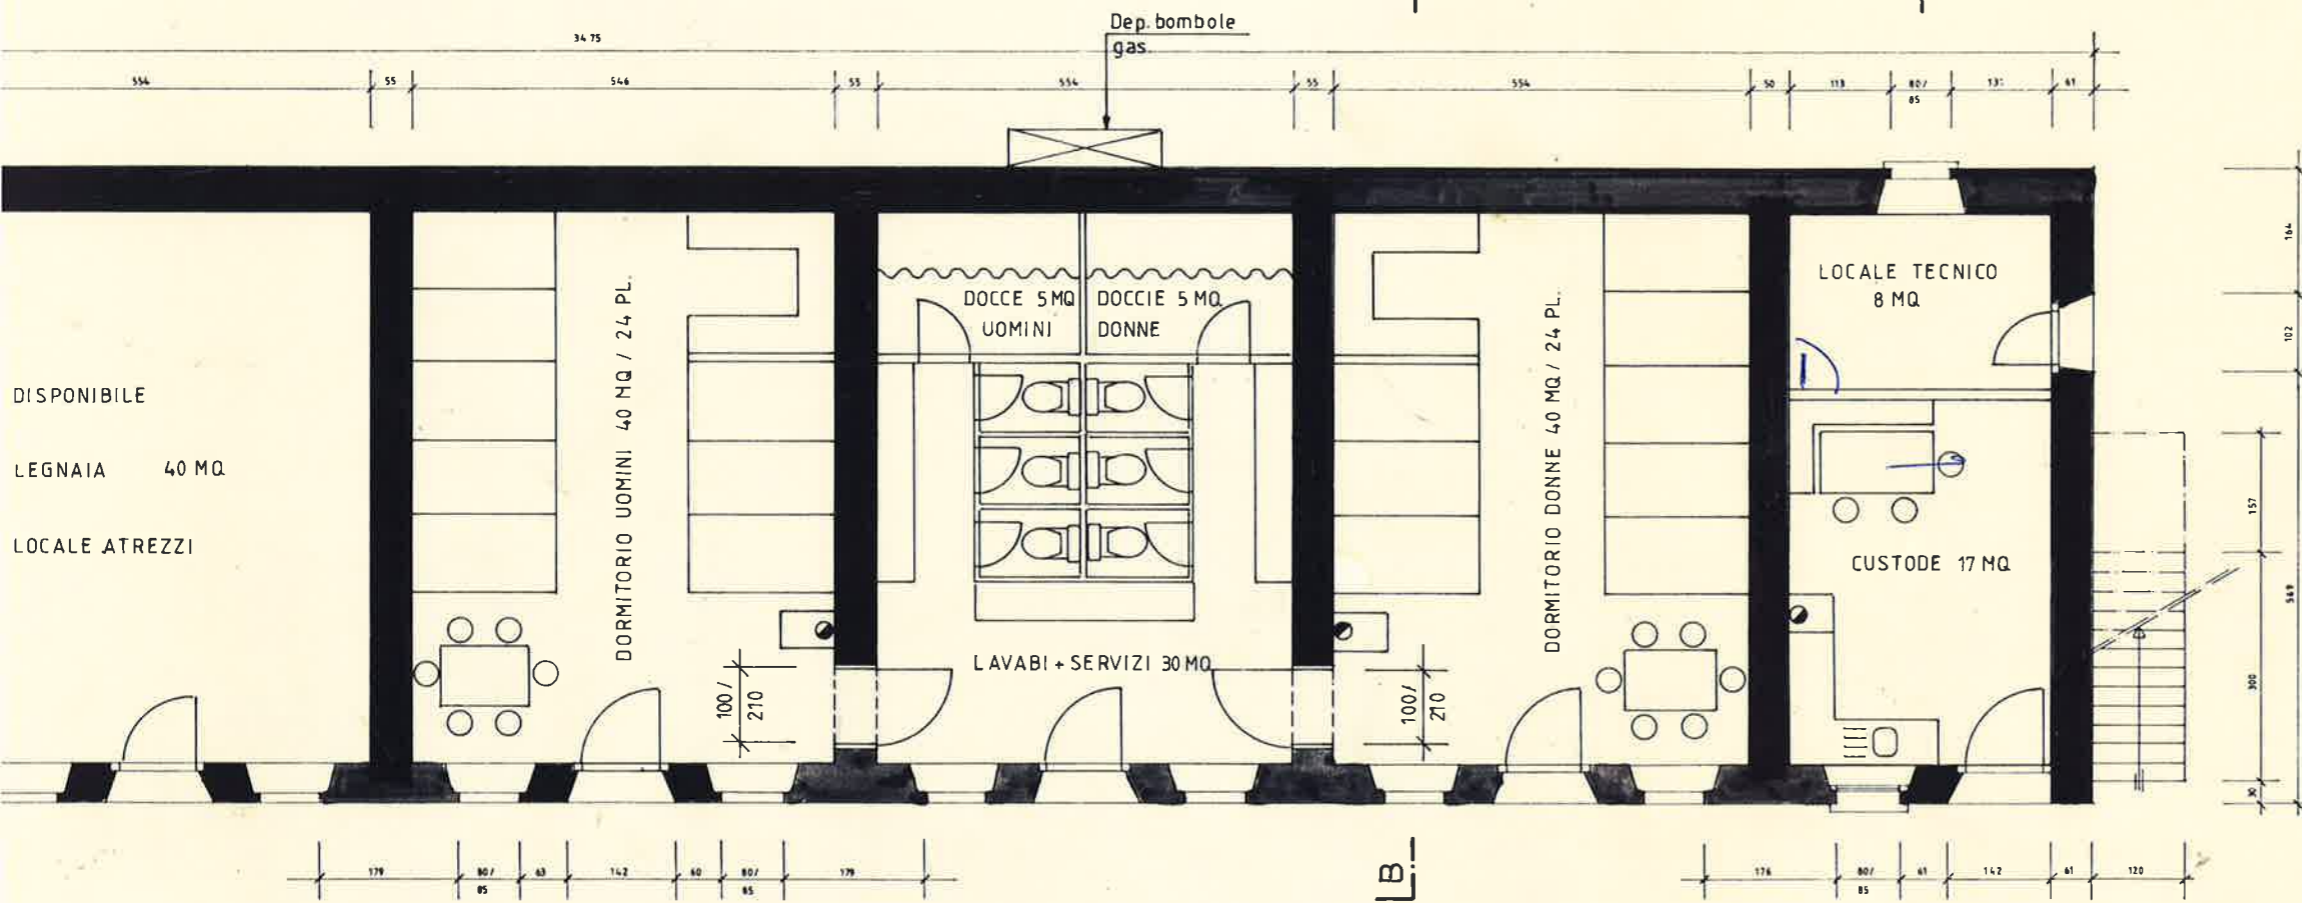 Dep. bombole
gas.
3475
554
55
546
55
554
55
554
50
113
80/
85
61
DISPONIBILE
LEGNAIA 40 MQ
LOCALE ATREZZI
DORMITORIO UOMINI 40 MQ / 24 PL.
DOCCE 5 MQ
UOMINI
DOCCIE 5 MQ
DONNE
LAVABI + SERVIZI 30 MQ
100/
210
100/
210
DORMITORIO DONNE 40 MQ / 24 PL.
LOCALE TECNICO
8 MQ
CUSTODE 17 MQ
164
102
157
569
300
30
179
80/
85
63
142
60
80/
85
179
B
176
80/
85
61
142
61
120